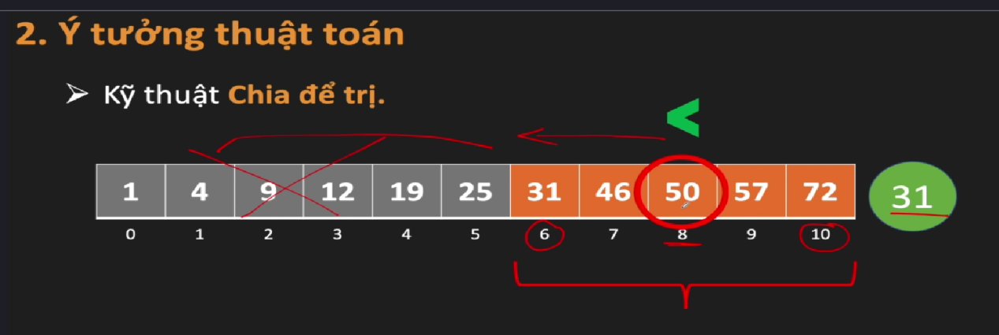 2. Ý tưởng thuật toán
➢ Kỹ thuật Chia để trị.
<
1 4 9 12 19 25 31 46 50 57 72 31
0 1 2 3 4 5 6 7 8 9 10